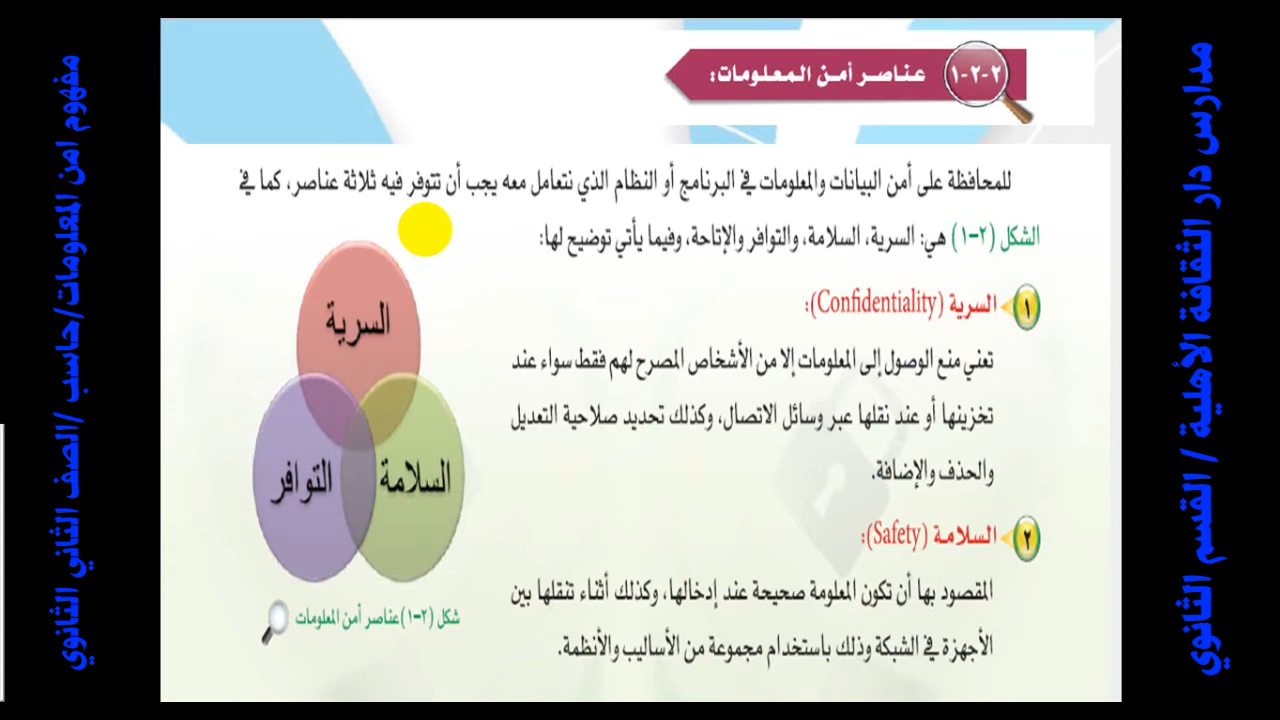 مدارس دار الثقافة الأهلية / القسم الثانوي
٢-٢-١ عناصر أمن المعلومات:
للمحافظة على أمن البيانات والمعلومات في البرنامج أو النظام الذي نتعامل معه يجب أن تتوفر فيه ثلاثة عناصر، كما في
الشكل (٢-١) هي: السرية، السلامة، والتوافر والإتاحة، وفيما يأتي توضيح لها:
١ السرية (Confidentiality):
تعني منع الوصول إلى المعلومات إلا من الأشخاص المصرح لهم فقط سواء عند
تخزينها أو عند نقلها عبر وسائل الاتصال، وكذلك تحديد صلاحية التعديل
والحذف والإضافة.
٢ السلامة (Safety):
المقصود بها أن تكون المعلومة صحيحة عند إدخالها، وكذلك أثناء تنقلها بين
الأجهزة في الشبكة وذلك باستخدام مجموعة من الأساليب والأنظمة.
السرية
السلامة
التوافر
شكل (٢-١) عناصر أمن المعلومات
مفهوم امن المعلومات/حاسب /الصف الثاني الثانوي